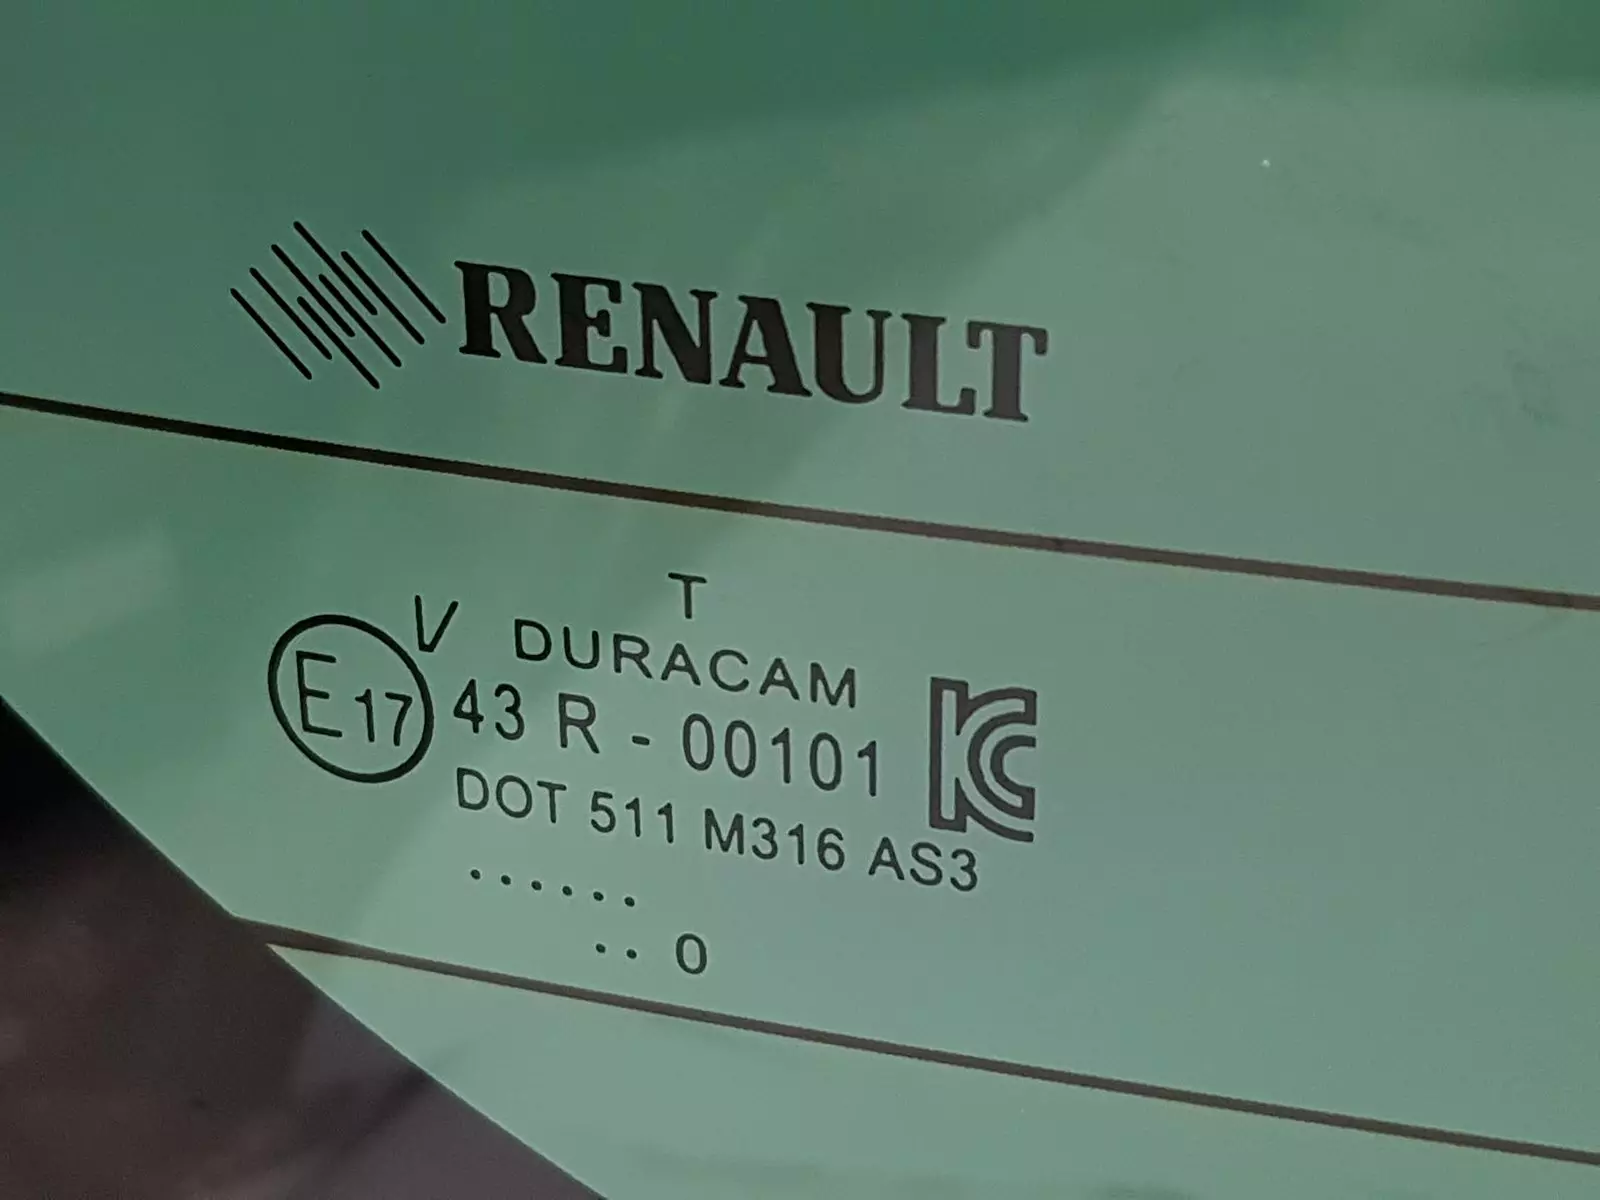 RENAULT
T
V DURACAM
E17 43 R - 00101
DOT 511 M316 AS3
......
.. 0